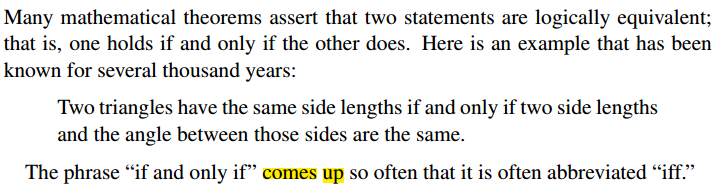 Many mathematical theorems assert that two statements are logically equivalent;
that is, one holds if and only if the other does. Here is an example that has been
known for several thousand years:
Two triangles have the same side lengths if and only if two side lengths
and the angle between those sides are the same.
The phrase “if and only if” comes up so often that it is often abbreviated “iff.”